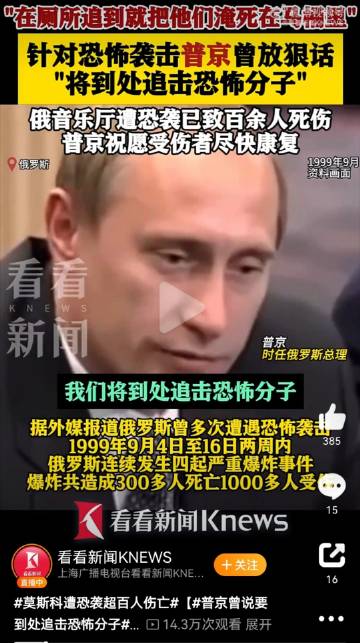 "在厕所追到就把他们淹死在马桶里"
针对恐怖袭击普京曾放狠话
"将到处追击恐怖分子"
俄音乐厅遭恐袭已致百余人死伤
普京祝愿受伤者尽快康复
俄罗斯
1999年9月
资料画面
看看
KNEWS
新闻
普京
时任俄罗斯总理
我们将到处追击恐怖分子
据外媒报道俄罗斯曾多次遭遇恐怖袭击
1999年9月4日至16日两周内
俄罗斯连续发生四起严重爆炸事件
爆炸共造成300多人死亡1000多人受伤
385
15
看看新闻Knews
16
看看新闻KNEWS
上海广播电视台看看新闻KNE...
直播中
+关注
#莫斯科遭恐袭超百人伤亡#【#普京曾说要
到处追击恐怖分子#...
14.3万次观看
展开